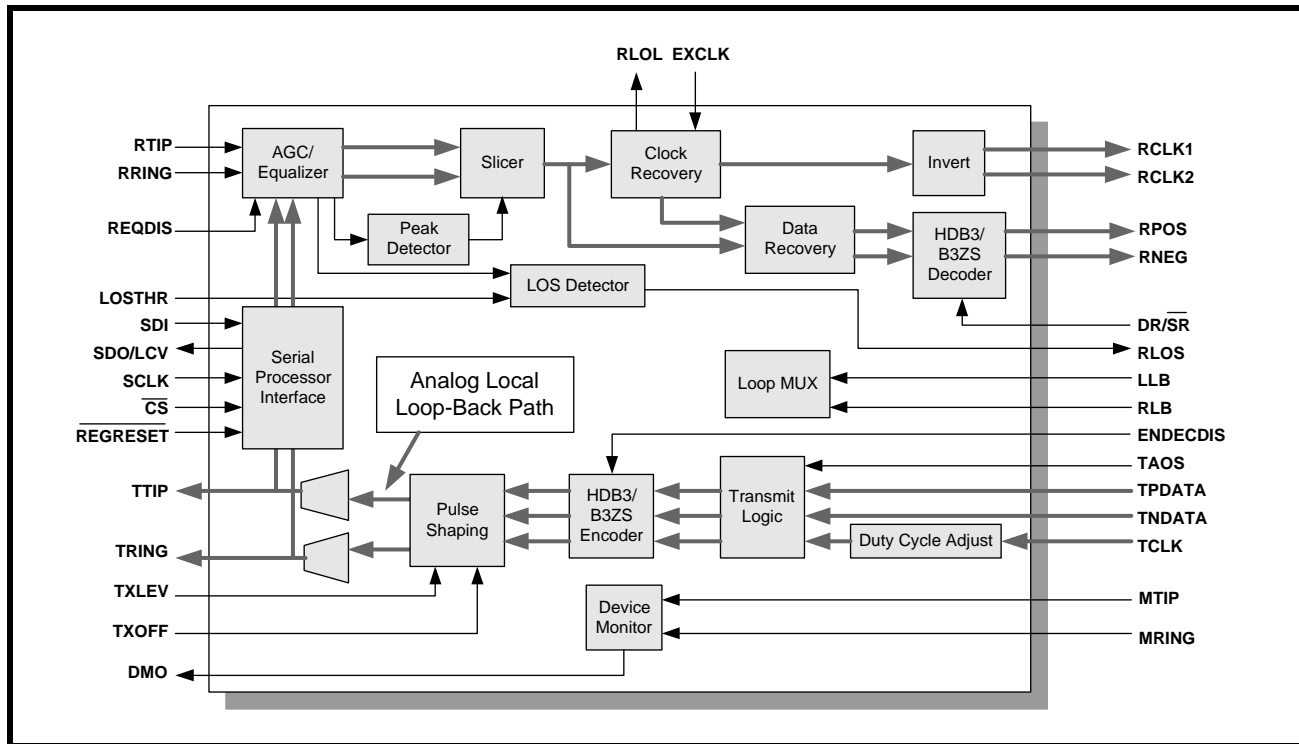 RLOL EXCLK
RTIP
RRING
REQDIS
LOSTHR
SDI
SDO/LCV
SCLK
CS
REGRESET
TTIP
TRING
TXLEV
TXOFF
DMO
AGC/
Equalizer
Slicer
Clock
Recovery
Invert
Peak
Detector
Data
Recovery
HDB3/
B3ZS
Decoder
LOS Detector
Serial
Processor
Interface
Analog Local
Loop-Back Path
Loop MUX
Pulse
Shaping
HDB3/
B3ZS
Encoder
Transmit
Logic
Duty Cycle Adjust
Device
Monitor
RCLK1
RCLK2
RPOS
RNEG
DR/SR
RLOS
LLB
RLB
ENDECDIS
TAOS
TPDATA
TNDATA
TCLK
MTIP
MRING